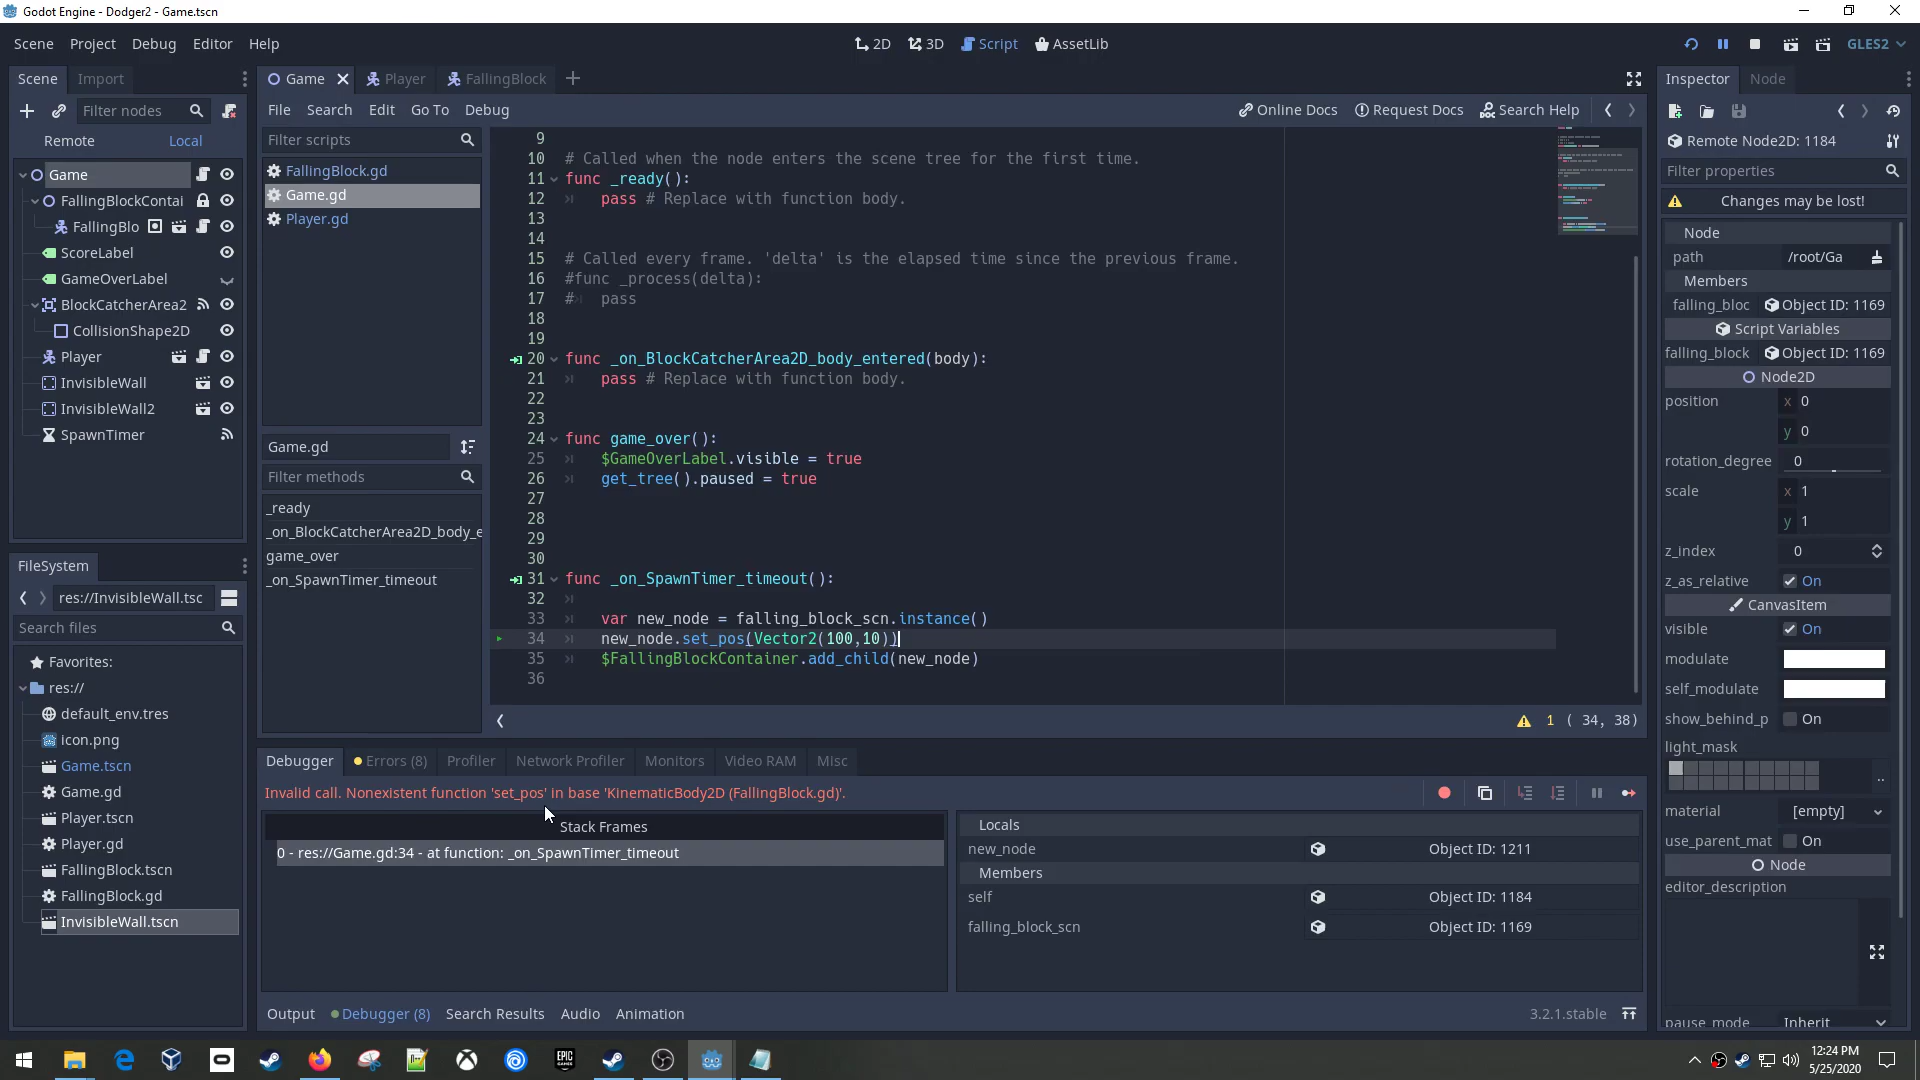 Godot Engine - Dodger2 - Game.tscn
Scene Project Debug Editor Help
2D 3D Script AssetLib
GLES2
Scene Import
Filter nodes
Remote Local
Game
FallingBlockContai
FallingBlo
ScoreLabel
GameOverLabel
BlockCatcherArea2
CollisionShape2D
Player
InvisibleWall
InvisibleWall2
SpawnTimer
FileSystem
res://InvisibleWall.tsc
Search files
Favorites:
res://
default_env.tres
icon.png
Game.tscn
Game.gd
Player.tscn
Player.gd
FallingBlock.tscn
FallingBlock.gd
InvisibleWall.tscn
Game Player FallingBlock
File Search Edit Go To Debug
Online Docs Request Docs Search Help
Filter scripts
FallingBlock.gd
Game.gd
Player.gd
Game.gd
Filter methods
_ready
_on_BlockCatcherArea2D_body_e
game_over
_on_SpawnTimer_timeout
9
10 # Called when the node enters the scene tree for the first time.
11 func _ready():
12 pass # Replace with function body.
13
14
15 # Called every frame. 'delta' is the elapsed time since the previous frame.
16 #func _process(delta):
17 # pass
18
19
20 func _on_BlockCatcherArea2D_body_entered(body):
21 pass # Replace with function body.
22
23
24 func game_over():
25 $GameOverLabel.visible = true
26 get_tree().paused = true
27
28
29
30
31 func _on_SpawnTimer_timeout():
32
33 var new_node = falling_block_scn.instance()
34 new_node.set_pos(Vector2(100,10))
35 $FallingBlockContainer.add_child(new_node)
36
1 ( 34, 38)
Debugger Errors (8) Profiler Network Profiler Monitors Video RAM Misc
Invalid call. Nonexistent function 'set_pos' in base 'KinematicBody2D (FallingBlock.gd)'.
Stack Frames
0 - res://Game.gd:34 - at function: _on_SpawnTimer_timeout
Locals
new_node Object ID: 1211
Members
self Object ID: 1184
falling_block_scn Object ID: 1169
Output Debugger (8) Search Results Audio Animation
3.2.1.stable
Inspector Node
Remote Node2D: 1184
Filter properties
Changes may be lost!
Node
path /root/Ga
Members
falling_bloc Object ID: 1169
Script Variables
falling_block Object ID: 1169
Node2D
position x 0
y 0
rotation_degree 0
scale x 1
y 1
z_index 0
z_as_relative On
CanvasItem
visible On
modulate
self_modulate
show_behind_p On
light_mask
..
material [empty]
use_parent_mat On
Node
editor_description
pause_mode Inherit
EPIC
GAMES
12:24 PM
5/25/2020